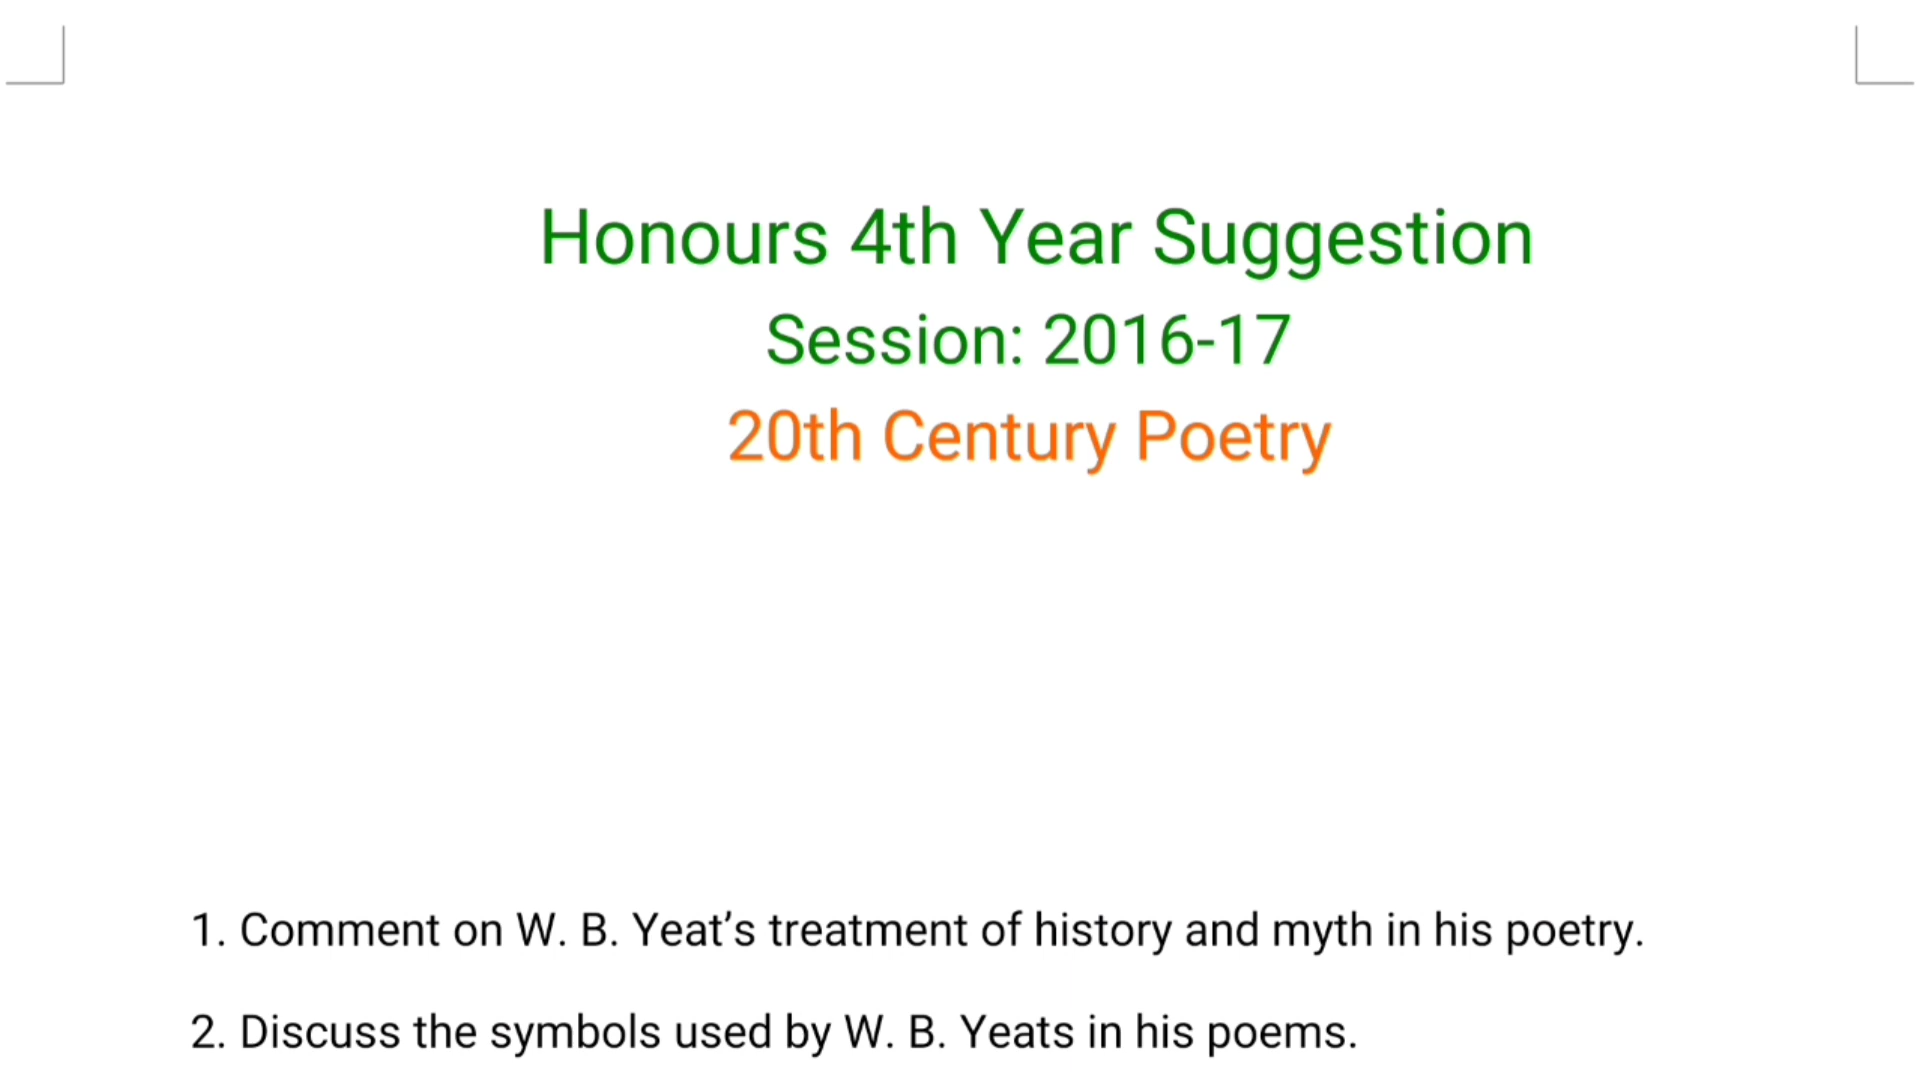 Honours 4th Year Suggestion
Session: 2016-17
20th Century Poetry
1. Comment on W. B. Yeat’s treatment of history and myth in his poetry.
2. Discuss the symbols used by W. B. Yeats in his poems.